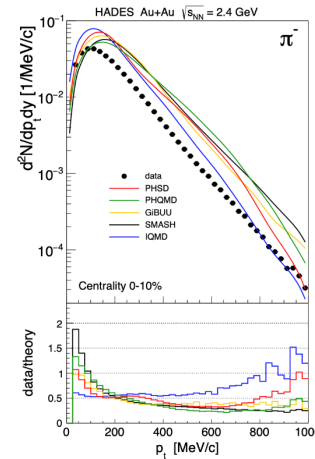 HADES Au+Au √s_NN = 2.4 GeV
π⁻
d²N/dp_t dy [1/MeV/c]
10⁻¹
10⁻²
10⁻³
10⁻⁴
data
PHSD
PHQMD
GiBUU
SMASH
IQMD
Centrality 0-10%
data/theory
2
1.5
1
0.5
0
0 200 400 600 800 1000
p_t [MeV/c]